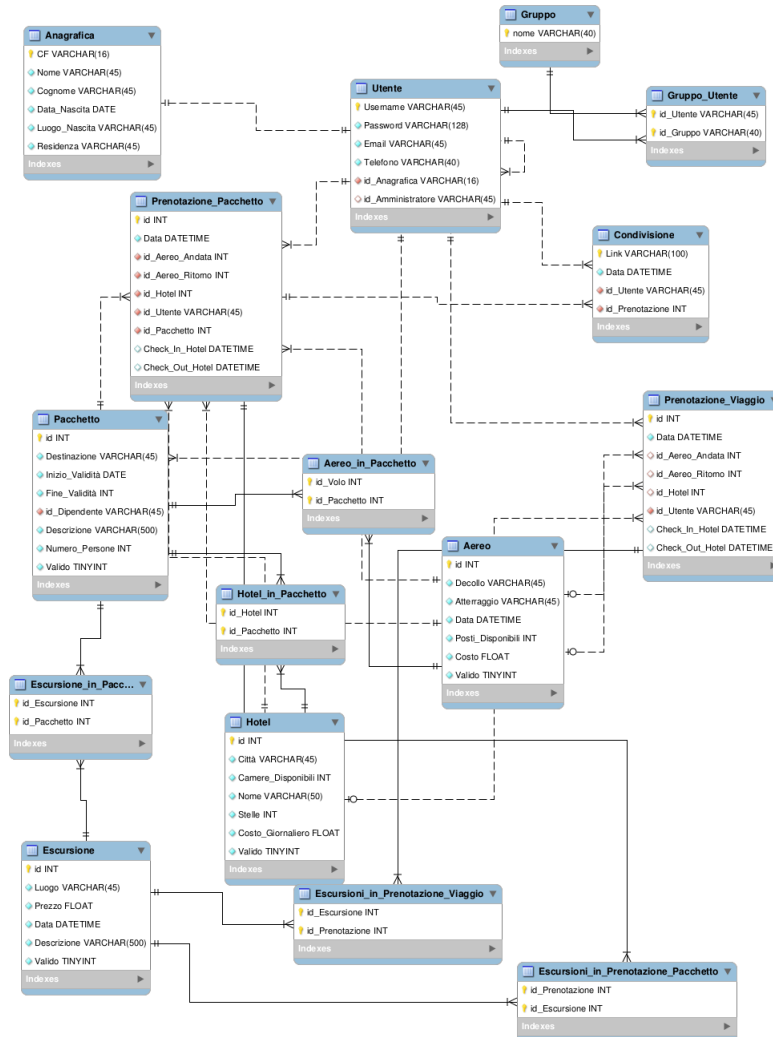 Gruppo
nome VARCHAR(40)
Indexes
Anagrafica
CF VARCHAR(16)
Nome VARCHAR(45)
Cognome VARCHAR(45)
Data_Nascita DATE
Luogo_Nascita VARCHAR(45)
Residenza VARCHAR(45)
Indexes
Utente
Username VARCHAR(45)
Password VARCHAR(128)
Email VARCHAR(45)
Telefono VARCHAR(40)
id_Anagrafica VARCHAR(16)
id_Amministratore VARCHAR(45)
Indexes
Gruppo_Utente
id_Utente VARCHAR(45)
id_Gruppo VARCHAR(40)
Indexes
Prenotazione_Pacchetto
id INT
Data DATETIME
id_Aereo_Andata INT
id_Aereo_Ritorno INT
id_Hotel INT
id_Utente VARCHAR(45)
id_Pacchetto INT
Check_In_Hotel DATETIME
Check_Out_Hotel DATETIME
Indexes
Condivisione
Link VARCHAR(100)
Data DATETIME
id_Utente VARCHAR(45)
id_Prenotazione INT
Indexes
Prenotazione_Viaggio
id INT
Data DATETIME
id_Aereo_Andata INT
id_Aereo_Ritorno INT
id_Hotel INT
id_Utente VARCHAR(45)
Check_In_Hotel DATETIME
Check_Out_Hotel DATETIME
Indexes
Pacchetto
id INT
Destinazione VARCHAR(45)
Inizio_Validità DATE
Fine_Validità INT
id_Dipendente VARCHAR(45)
Descrizione VARCHAR(500)
Numero_Persone INT
Valido TINYINT
Indexes
Aereo_in_Pacchetto
id_Volo INT
id_Pacchetto INT
Indexes
Aereo
id INT
Decollo VARCHAR(45)
Atterraggio VARCHAR(45)
Data DATETIME
Posti_Disponibili INT
Costo FLOAT
Valido TINYINT
Indexes
Hotel_in_Pacchetto
id_Hotel INT
id_Pacchetto INT
Indexes
Escursione_in_Pacc...
id_Escursione INT
id_Pacchetto INT
Indexes
Hotel
id INT
Città VARCHAR(45)
Camere_Disponibili INT
Nome VARCHAR(50)
Stelle INT
Costo_Giornaliero FLOAT
Valido TINYINT
Indexes
Escursione
id INT
Luogo VARCHAR(45)
Prezzo FLOAT
Data DATETIME
Descrizione VARCHAR(500)
Valido TINYINT
Indexes
Escursioni_in_Prenotazione_Viaggio
id_Escursione INT
id_Prenotazione INT
Indexes
Escursioni_in_Prenotazione_Pacchetto
id_Prenotazione INT
id_Escursione INT
Indexes